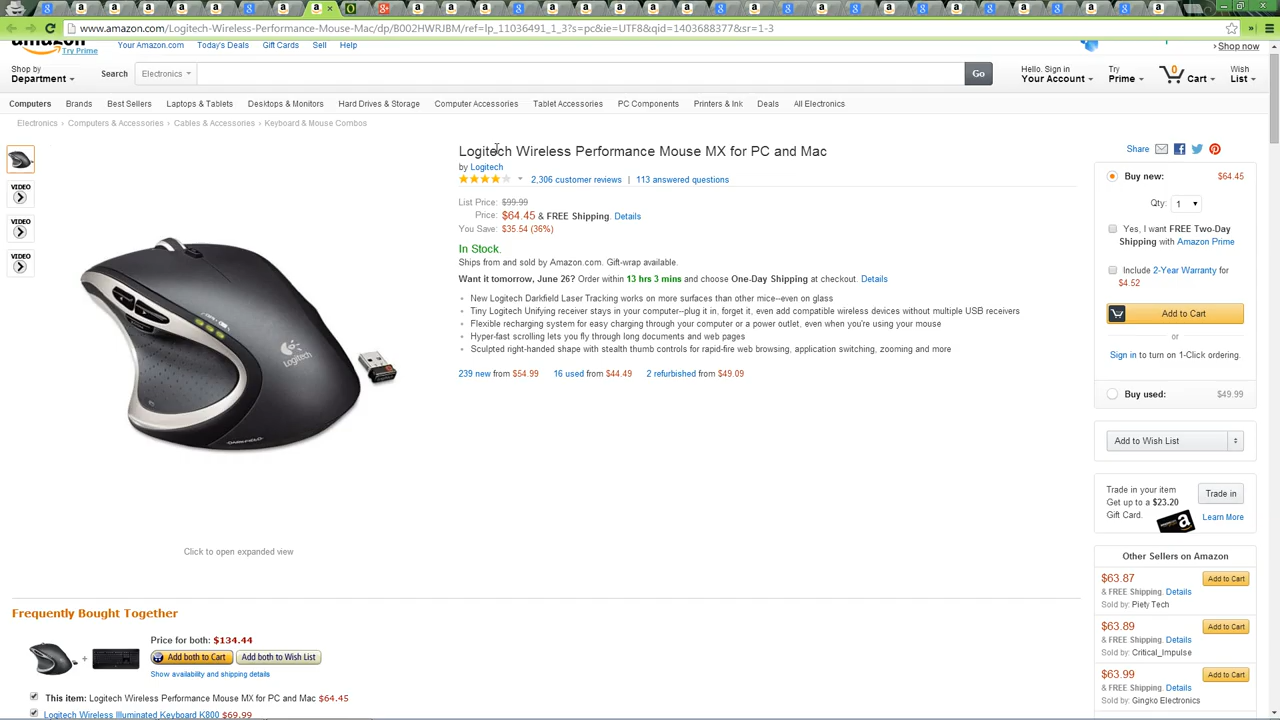 www.amazon.com/Logitech-Wireless-Performance-Mouse-Mac/dp/B002HWRJBM/ref=lp_11036491_1_3?s=pc&ie=UTF8&qid=1403688377&sr=1-3
amazon
Try Prime
Your Amazon.com Today's Deals Gift Cards Sell Help
Shop now
Shop by
Department
Search Electronics Go
Hello. Sign in
Your Account
Try
Prime
0
Cart
Wish
List
Computers Brands Best Sellers Laptops & Tablets Desktops & Monitors Hard Drives & Storage Computer Accessories Tablet Accessories PC Components Printers & Ink Deals All Electronics
Electronics › Computers & Accessories › Cables & Accessories › Keyboard & Mouse Combos
VIDEO
VIDEO
VIDEO
Logitech
DARKFIELD
Click to open expanded view
Logitech Wireless Performance Mouse MX for PC and Mac
by Logitech
2,306 customer reviews | 113 answered questions
List Price: $99.99
Price: $64.45 & FREE Shipping. Details
You Save: $35.54 (36%)
In Stock.
Ships from and sold by Amazon.com. Gift-wrap available.
Want it tomorrow, June 26? Order within 13 hrs 3 mins and choose One-Day Shipping at checkout. Details
New Logitech Darkfield Laser Tracking works on more surfaces than other mice--even on glass
Tiny Logitech Unifying receiver stays in your computer--plug it in, forget it, even add compatible wireless devices without multiple USB receivers
Flexible recharging system for easy charging through your computer or a power outlet, even when you're using your mouse
Hyper-fast scrolling lets you fly through long documents and web pages
Sculpted right-handed shape with stealth thumb controls for rapid-fire web browsing, application switching, zooming and more
239 new from $54.99 16 used from $44.49 2 refurbished from $49.09
Share
Buy new: $64.45
Qty: 1
Yes, I want FREE Two-Day
Shipping with Amazon Prime
Include 2-Year Warranty for
$4.52
Add to Cart
or
Sign in to turn on 1-Click ordering.
Buy used: $49.99
Add to Wish List
Trade in your item
Get up to a $23.20
Gift Card.
Trade in
Learn More
Other Sellers on Amazon
$63.87 Add to Cart
& FREE Shipping. Details
Sold by: Piety Tech
$63.89 Add to Cart
& FREE Shipping. Details
Sold by: Critical_Impulse
$63.99 Add to Cart
& FREE Shipping. Details
Sold by: Gingko Electronics
Frequently Bought Together
Price for both: $134.44
Add both to Cart Add both to Wish List
Show availability and shipping details
This item: Logitech Wireless Performance Mouse MX for PC and Mac $64.45
Logitech Wireless Illuminated Keyboard K800 $69.99